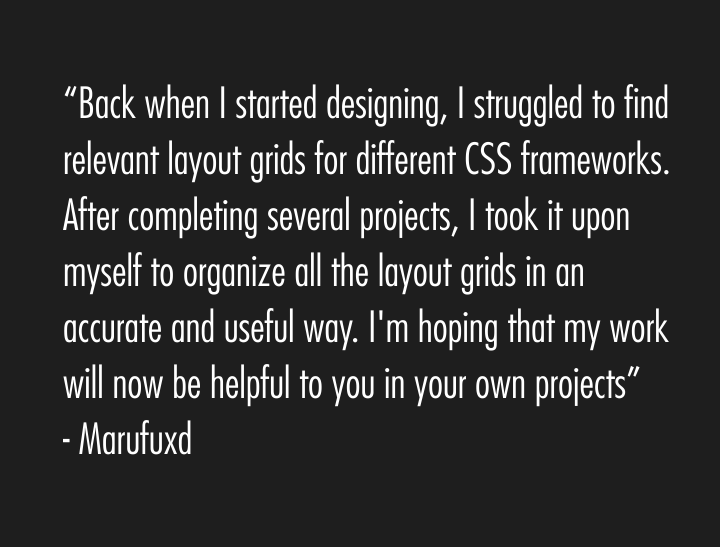 “Back when I started designing, I struggled to find
relevant layout grids for different CSS frameworks.
After completing several projects, I took it upon
myself to organize all the layout grids in an
accurate and useful way. I'm hoping that my work
will now be helpful to you in your own projects”
- Marufuxd